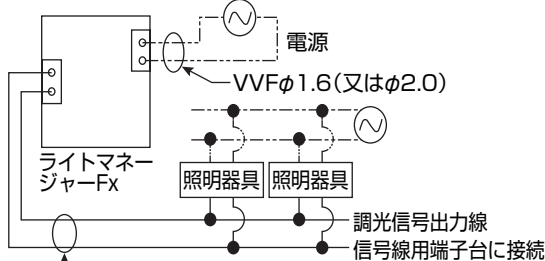 電源
VVFφ1.6(又はφ2.0)
ライトマネー
ジャーFx
照明器具
照明器具
調光信号出力線
信号線用端子台に接続